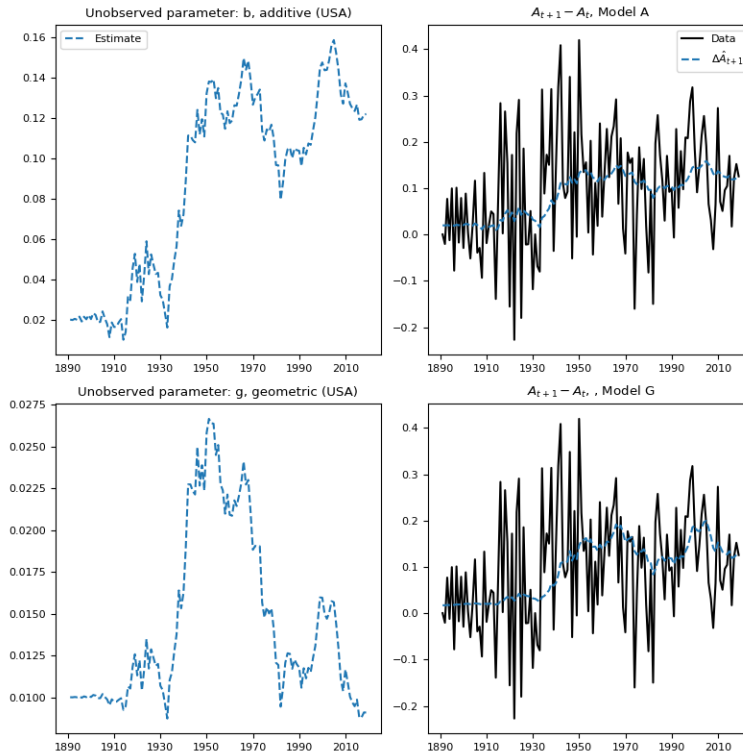 Unobserved parameter: b, additive (USA)
Estimate
0.16
0.14
0.12
0.10
0.08
0.06
0.04
0.02
1890 1910 1930 1950 1970 1990 2010
A_{t+1} − A_t, Model A
Data
ΔÂ_{t+1}
0.4
0.3
0.2
0.1
0.0
−0.1
−0.2
1890 1910 1930 1950 1970 1990 2010
Unobserved parameter: g, geometric (USA)
0.0275
0.0250
0.0225
0.0200
0.0175
0.0150
0.0125
0.0100
1890 1910 1930 1950 1970 1990 2010
A_{t+1} − A_t, , Model G
0.4
0.3
0.2
0.1
0.0
−0.1
−0.2
1890 1910 1930 1950 1970 1990 2010